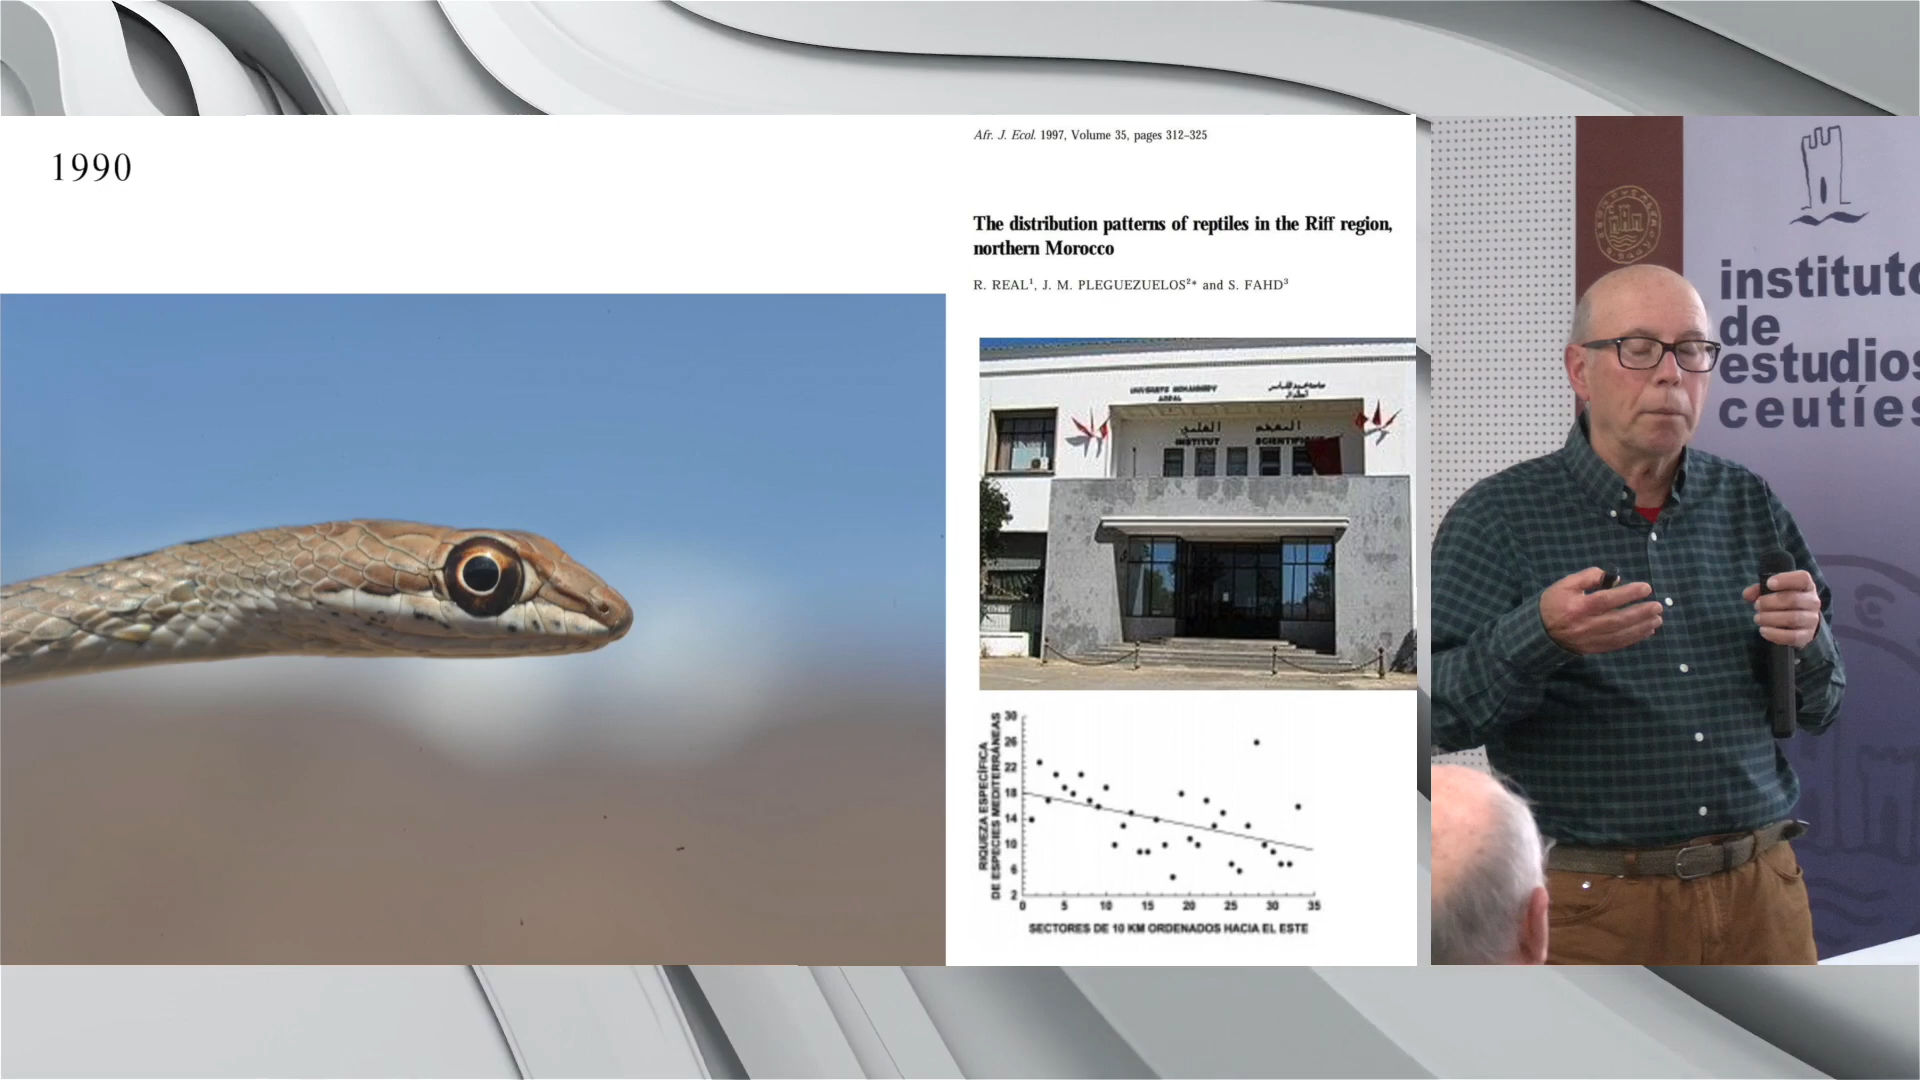 1990
Afr. J. Ecol. 1997, Volume 35, pages 312–325
The distribution patterns of reptiles in the Riff region,
northern Morocco
R. REAL¹, J. M. PLEGUEZUELOS²* and S. FAHD³
INSTITUT SCIENTIFIQUE
RIQUEZA ESPECÍFICA
DE ESPECIES MEDITERRÁNEAS
30
26
22
18
14
10
6
2
0 5 10 15 20 25 30 35
SECTORES DE 10 KM ORDENADOS HACIA EL ESTE
instituto
de
estudios
ceutíes